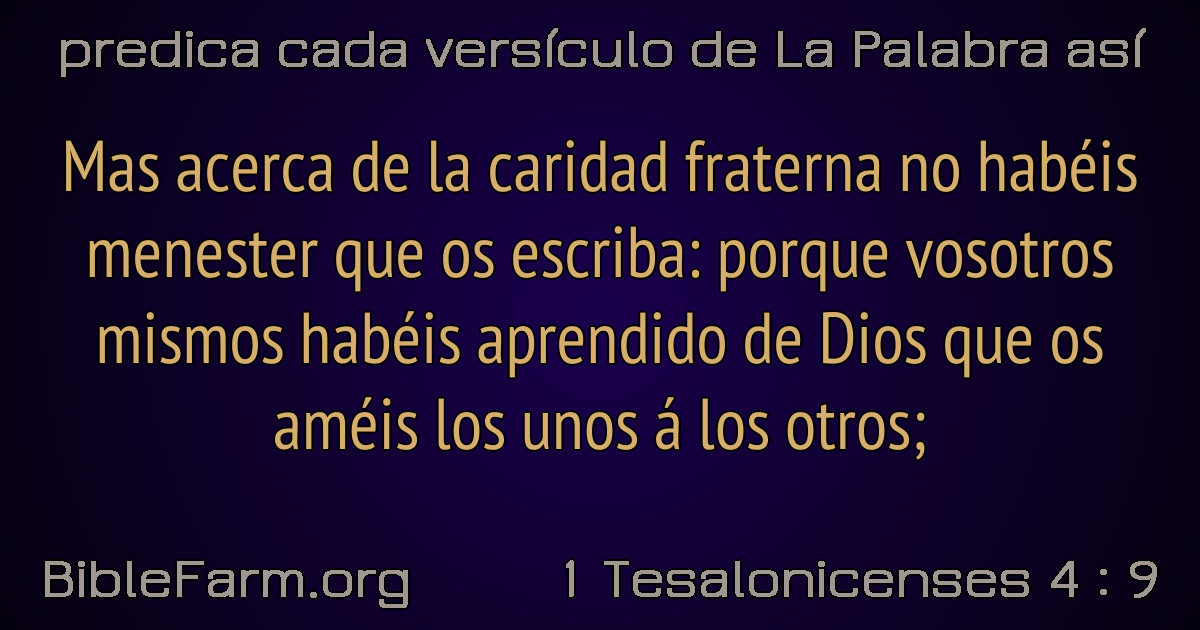 predica cada versículo de La Palabra así
Mas acerca de la caridad fraterna no habéis
menester que os escriba: porque vosotros
mismos habéis aprendido de Dios que os
améis los unos á los otros;
BibleFarm.org
1 Tesalonicenses 4 : 9